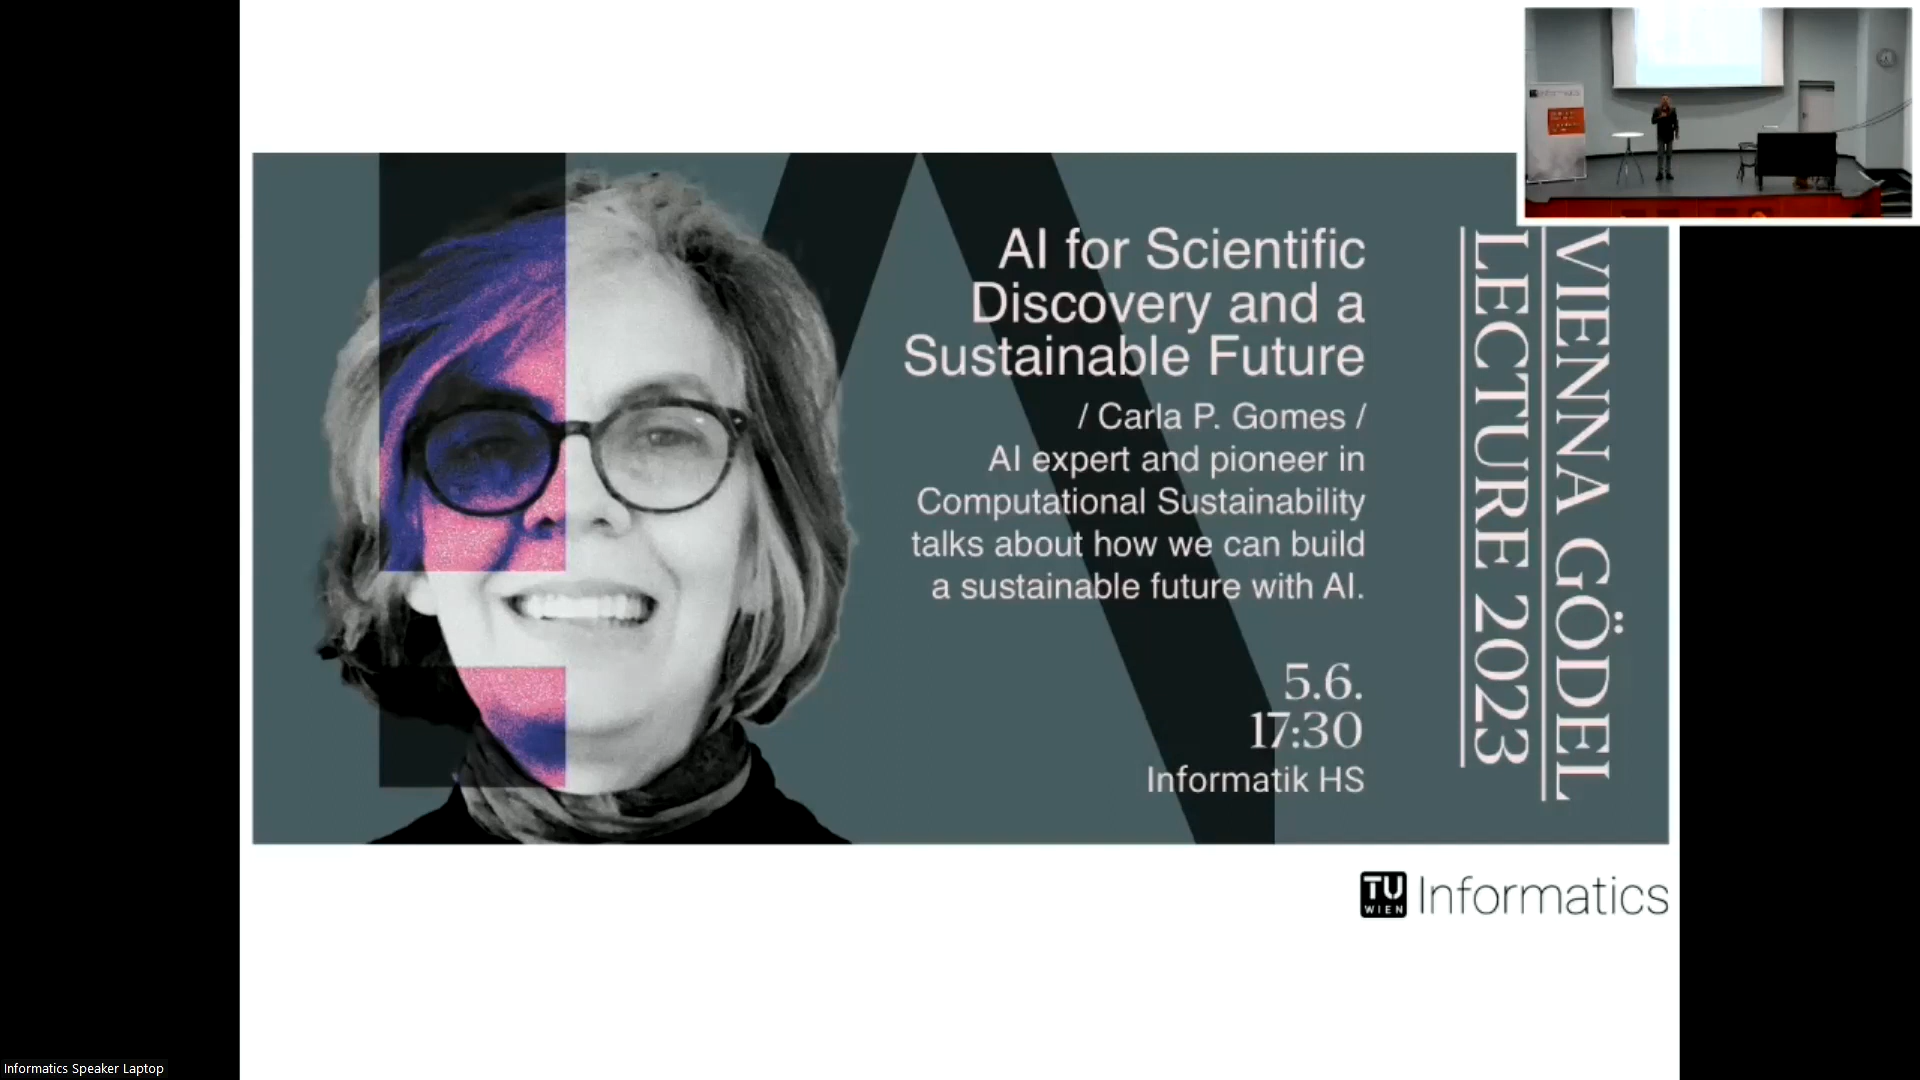 AI for Scientific
Discovery and a
Sustainable Future
/ Carla P. Gomes /
AI expert and pioneer in
Computational Sustainability
talks about how we can build
a sustainable future with AI.
5.6.
17:30
Informatik HS
VIENNA GÖDEL
LECTURE 2023
TU
WIEN
Informatics
Informatics
Informatics Speaker Laptop